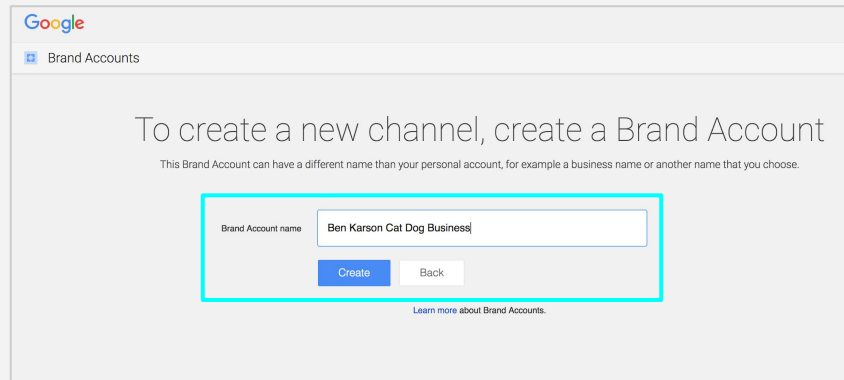 Google
Brand Accounts
To create a new channel, create a Brand Account
This Brand Account can have a different name than your personal account, for example a business name or another name that you choose.
Brand Account name Ben Karson Cat Dog Business
Create Back
Learn more about Brand Accounts.